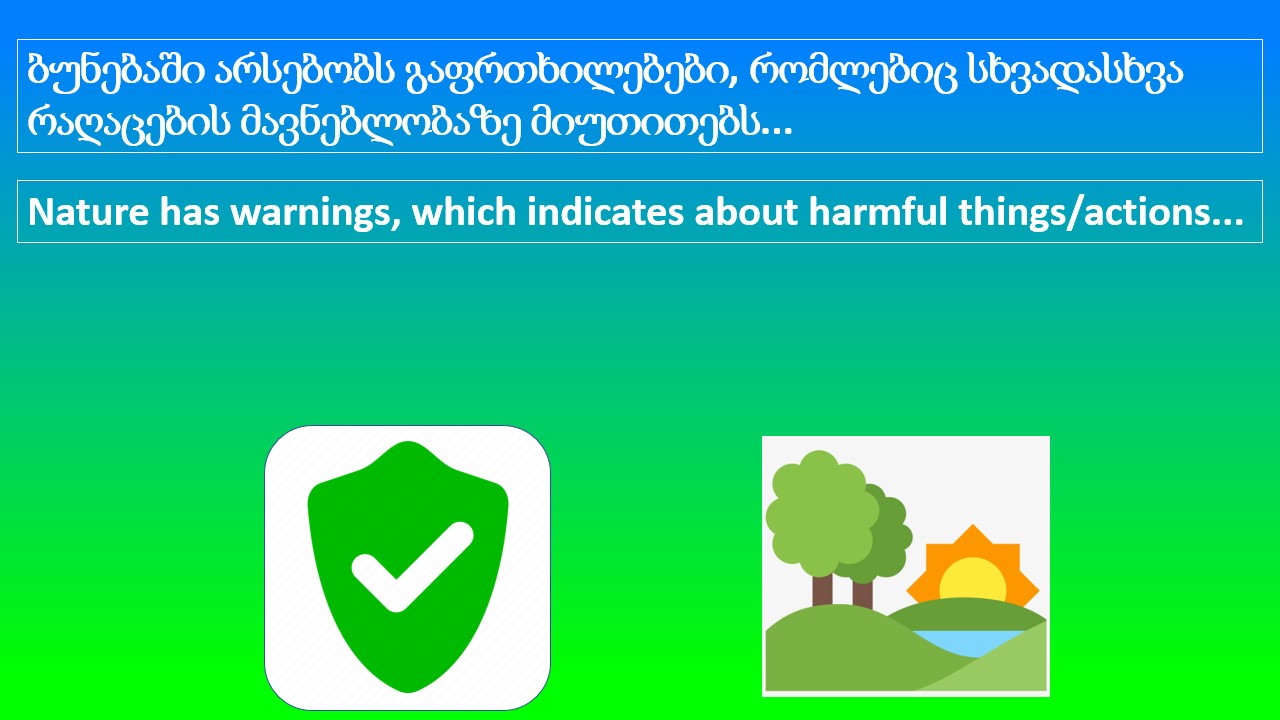 ბუნებაში არსებობს გაფრთხილებები, რომლებიც სხვადასხვა
რაღაცების მავნებლობაზე მიუთითებს...
Nature has warnings, which indicates about harmful things/actions...